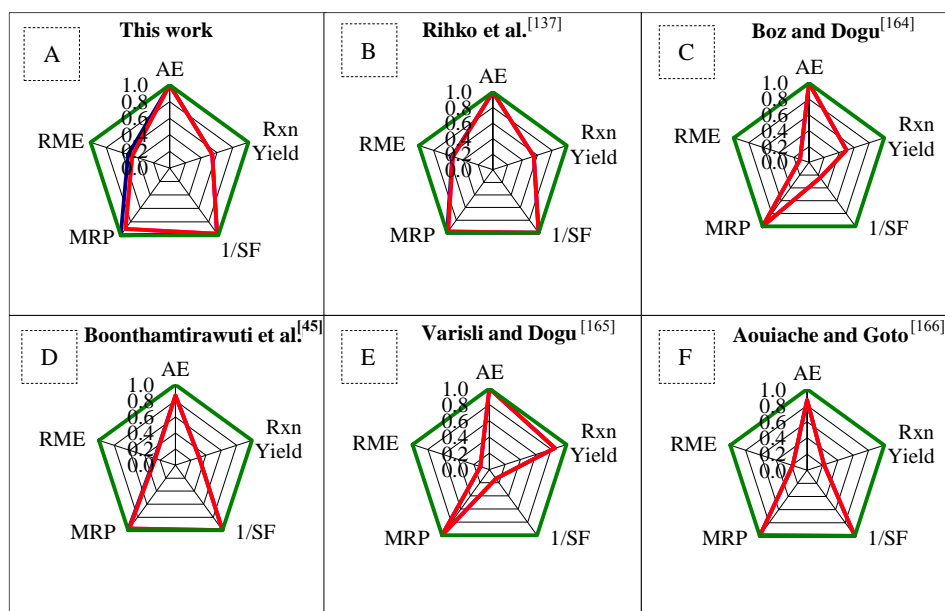 A
This work
AE
1.0
0.8
0.6
0.4
0.2
0.0
RME
Rxn
Yield
MRP
1/SF
B
Rihko et al.[137]
AE
1.0
0.8
0.6
0.4
0.2
0.0
RME
Rxn
Yield
MRP
1/SF
C
Boz and Dogu[164]
AE
1.0
0.8
0.6
0.4
0.2
0.0
RME
Rxn
Yield
MRP
1/SF
D
Boonthamtirawuti et al.[45]
AE
1.0
0.8
0.6
0.4
0.2
0.0
RME
Rxn
Yield
MRP
1/SF
E
Varisli and Dogu[165]
AE
1.0
0.8
0.6
0.4
0.2
0.0
RME
Rxn
Yield
MRP
1/SF
F
Aouiache and Goto[166]
AE
1.0
0.8
0.6
0.4
0.2
0.0
RME
Rxn
Yield
MRP
1/SF